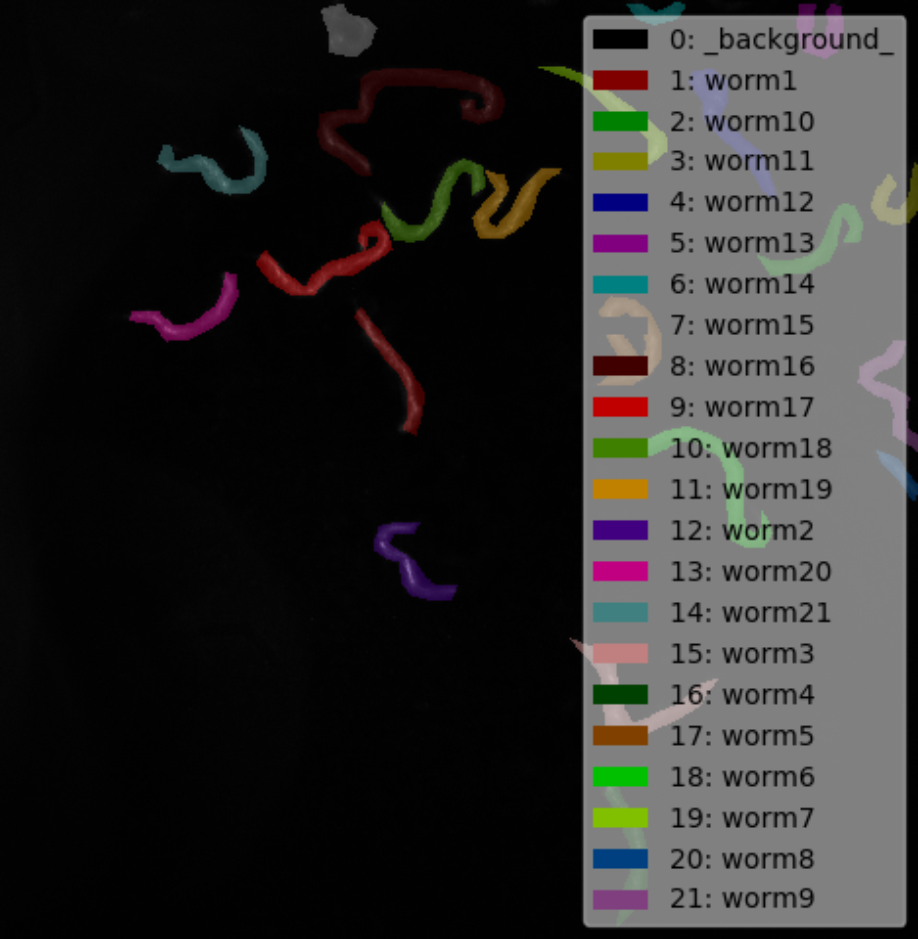 0: _background_
1: worm1
2: worm10
3: worm11
4: worm12
5: worm13
6: worm14
7: worm15
8: worm16
9: worm17
10: worm18
11: worm19
12: worm2
13: worm20
14: worm21
15: worm3
16: worm4
17: worm5
18: worm6
19: worm7
20: worm8
21: worm9